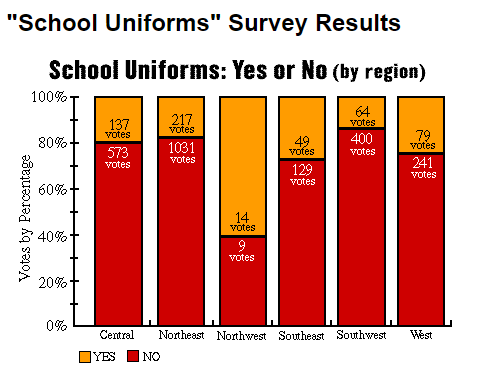 "School Uniforms" Survey Results
School Uniforms: Yes or No (by region)
Votes by Percentage
100%
80%
60%
40%
20%
0%
137
votes
573
votes
217
votes
1031
votes
14
votes
9
votes
49
votes
129
votes
64
votes
400
votes
79
votes
241
votes
Central Northeast Northwest Southeast Southwest West
YES NO